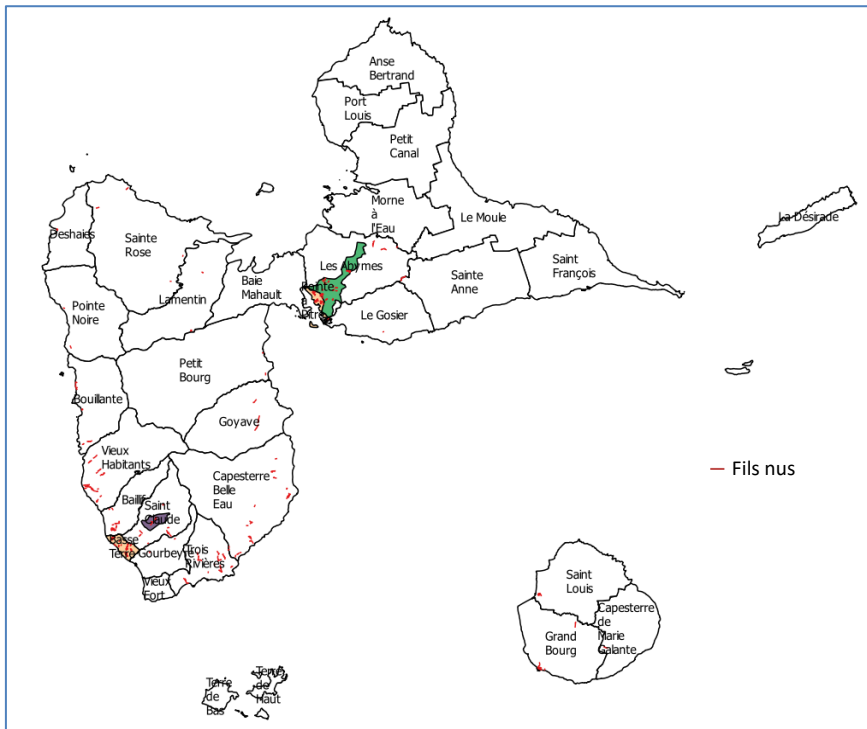 Anse
Bertrand
Port
Louis
Petit
Canal
Morne
à
l'Eau
Le Moule
La Désirade
Deshaies
Sainte
Rose
Les Abymes
Saint
François
Sainte
Anne
Baie
Mahault
Lamentin
Pointe
à
Pitre
Pointe
Noire
Le Gosier
Petit
Bourg
Bouillante
Goyave
Vieux
Habitants
Capesterre
Belle
Eau
Fils nus
Baillif
Saint
Claude
Basse
Terre
Gourbeyre
Trois
Rivières
Vieux
Fort
Saint
Louis
Capesterre
de
Marie
Galante
Grand
Bourg
Terre
de
Haut
Terre
de
Bas